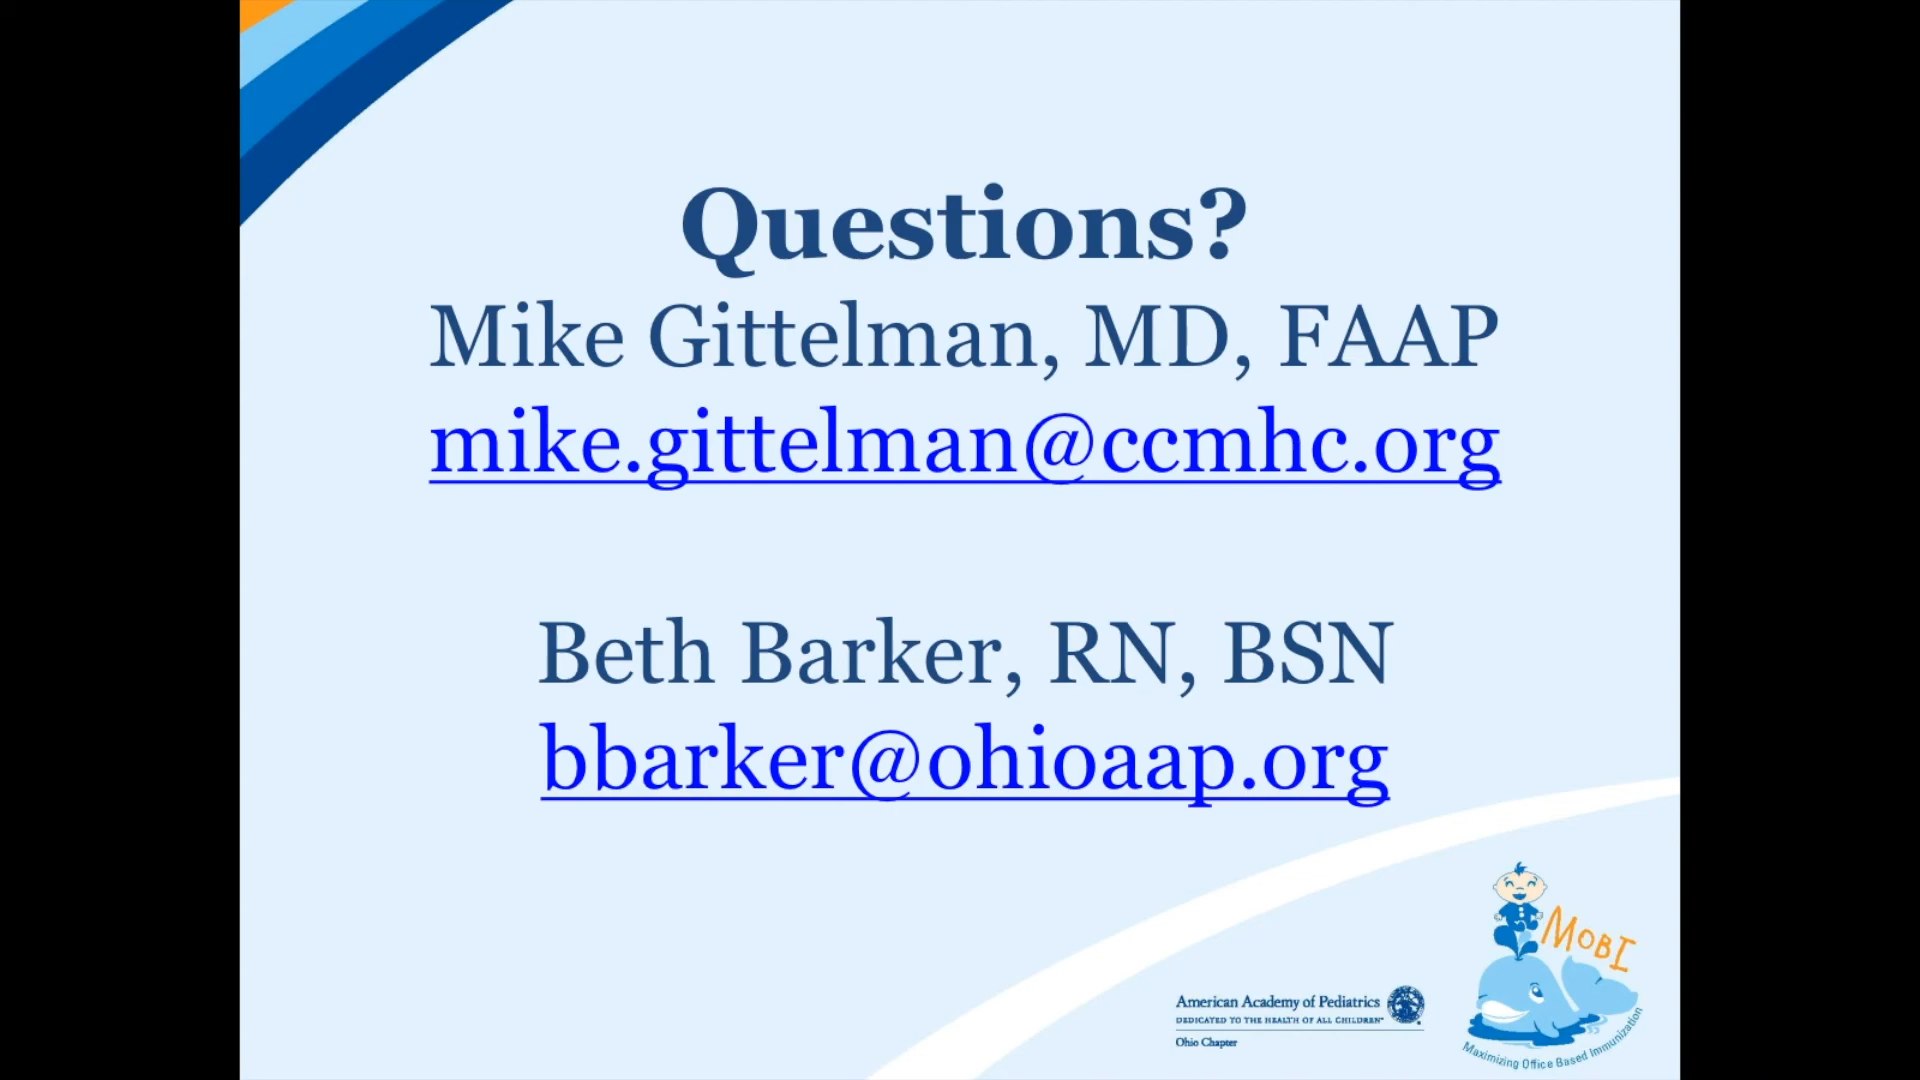 Questions?
Mike Gittelman, MD, FAAP
mike.gittelman@ccmhc.org
Beth Barker, RN, BSN
bbarker@ohioaap.org
MOBI
American Academy of Pediatrics
DEDICATED TO THE HEALTH OF ALL CHILDREN™
Ohio Chapter
Maximizing Office Based Immunization